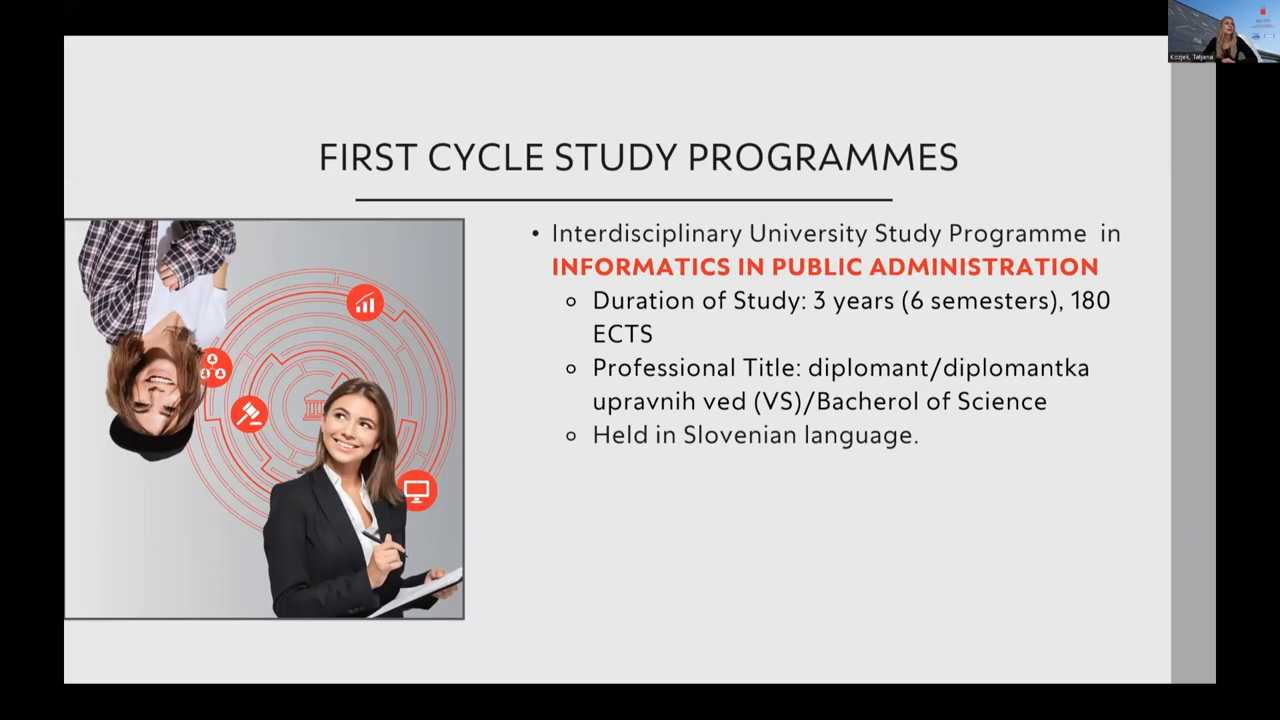 FIRST CYCLE STUDY PROGRAMMES
• Interdisciplinary University Study Programme in
INFORMATICS IN PUBLIC ADMINISTRATION
o Duration of Study: 3 years (6 semesters), 180
ECTS
o Professional Title: diplomant/diplomantka
upravnih ved (VS)/Bacherol of Science
o Held in Slovenian language.
Kozjek, Tatjana